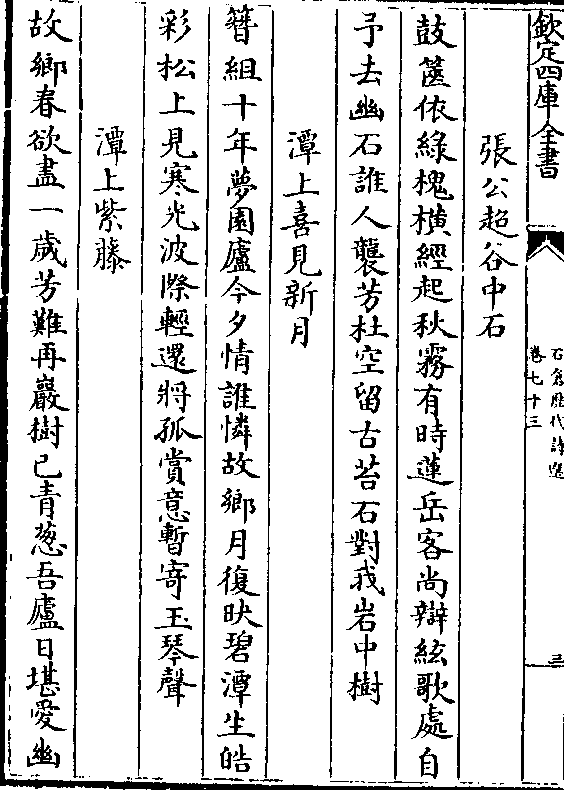 欽定四庫全書
石倉歷代詩選
卷七十三
三
張公超谷中石
鼓篋依綠槐橫經起秋霧有時蓮岳客尚辯絃歌處自
予去幽石誰人襲芳杜空留古苔石對我岩中樹
潭上喜見新月
簪組十年夢園廬今夕情誰憐故鄉月復映碧潭生皓
彩松上見寒光波際輕還將孤賞意暫寄玉琴聲
潭上紫藤
故鄉春欲盡一歲芳難再巖樹已青葱吾廬日堪愛幽